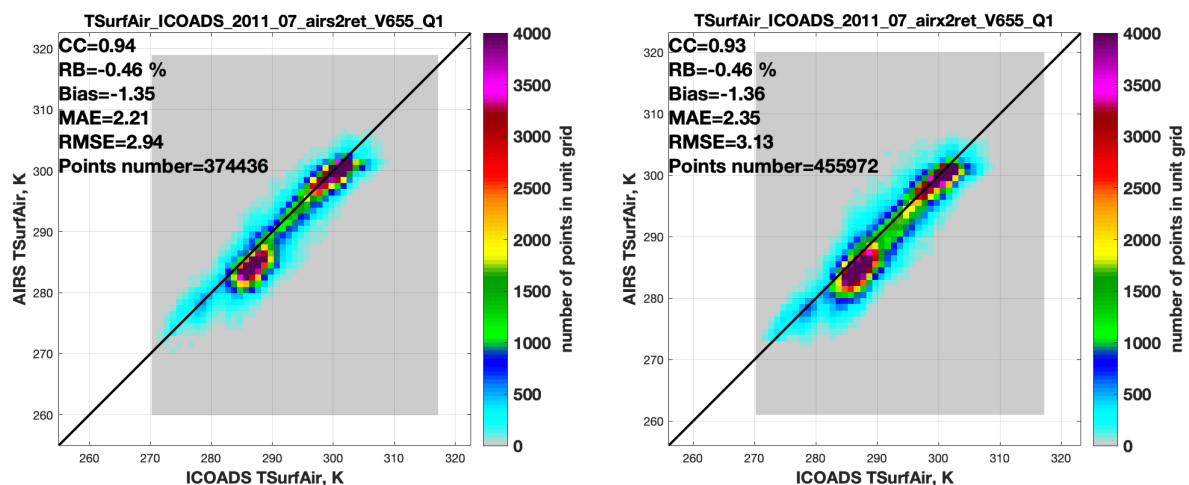 TSurfAir_ICOADS_2011_07_airs2ret_V655_Q1
CC=0.94
RB=-0.46 %
Bias=-1.35
MAE=2.21
RMSE=2.94
Points number=374436
320
310
300
290
280
270
260
AIRS TSurfAir, K
260 270 280 290 300 310 320
ICOADS TSurfAir, K
4000
3500
3000
2500
2000
1500
1000
500
0
number of points in unit grid
TSurfAir_ICOADS_2011_07_airx2ret_V655_Q1
CC=0.93
RB=-0.46 %
Bias=-1.36
MAE=2.35
RMSE=3.13
Points number=455972
320
310
300
290
280
270
260
AIRS TSurfAir, K
260 270 280 290 300 310 320
ICOADS TSurfAir, K
4000
3500
3000
2500
2000
1500
1000
500
0
number of points in unit grid